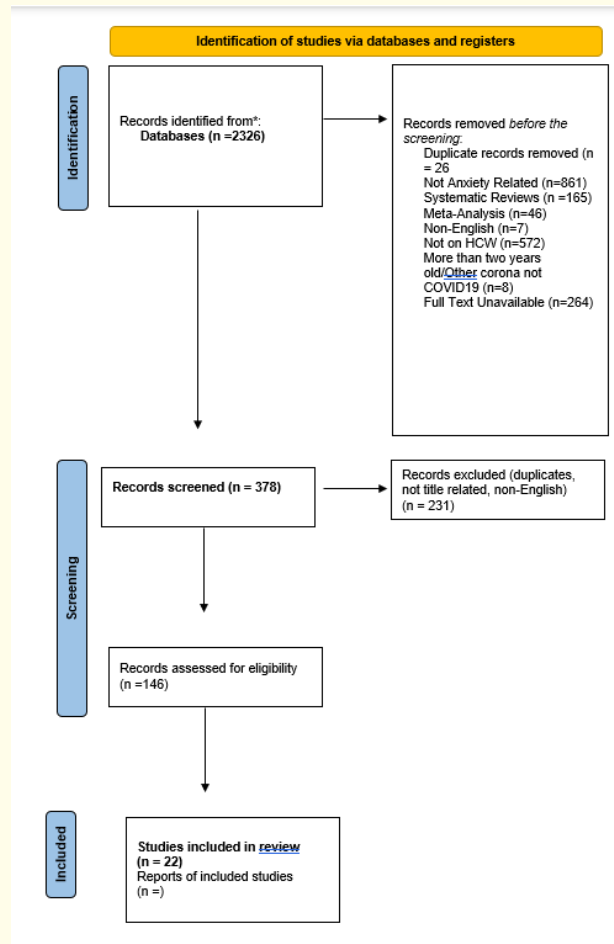 Identification of studies via databases and registers
Identification
Records identified from*:
Databases (n =2326)
Records removed before the
screening:
Duplicate records removed (n
= 26
Not Anxiety Related (n=861)
Systematic Reviews (n =165)
Meta-Analysis (n=46)
Non-English (n=7)
Not on HCW (n=572)
More than two years
old/Other corona not
COVID19 (n=8)
Full Text Unavailable (n=264)
Screening
Records screened (n = 378)
Records excluded (duplicates,
not title related, non-English)
(n = 231)
Records assessed for eligibility
(n =146)
Included
Studies included in review
(n = 22)
Reports of included studies
(n =)